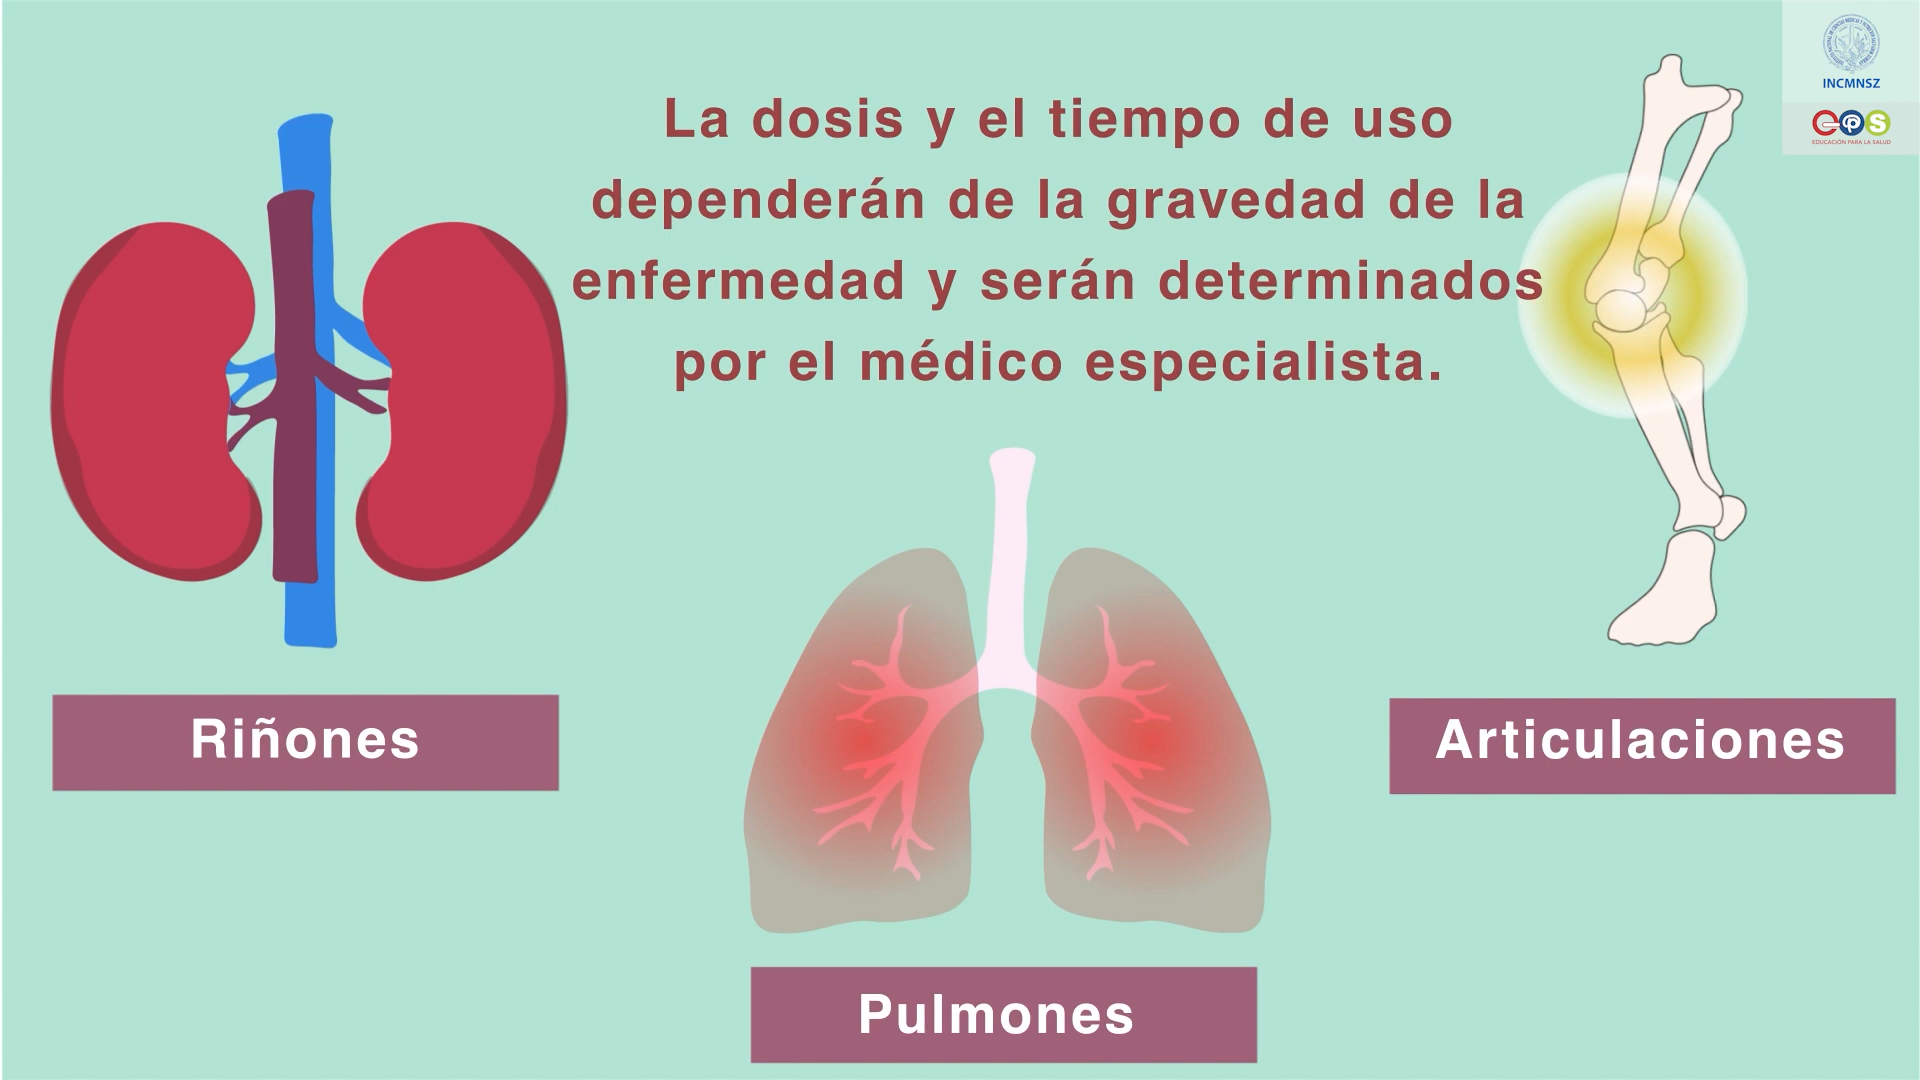 La dosis y el tiempo de uso
dependerán de la gravedad de la
enfermedad y serán determinados
por el médico especialista.
INCMNSZ
eps
EDUCACIÓN PARA LA SALUD
Riñones
Articulaciones
Pulmones